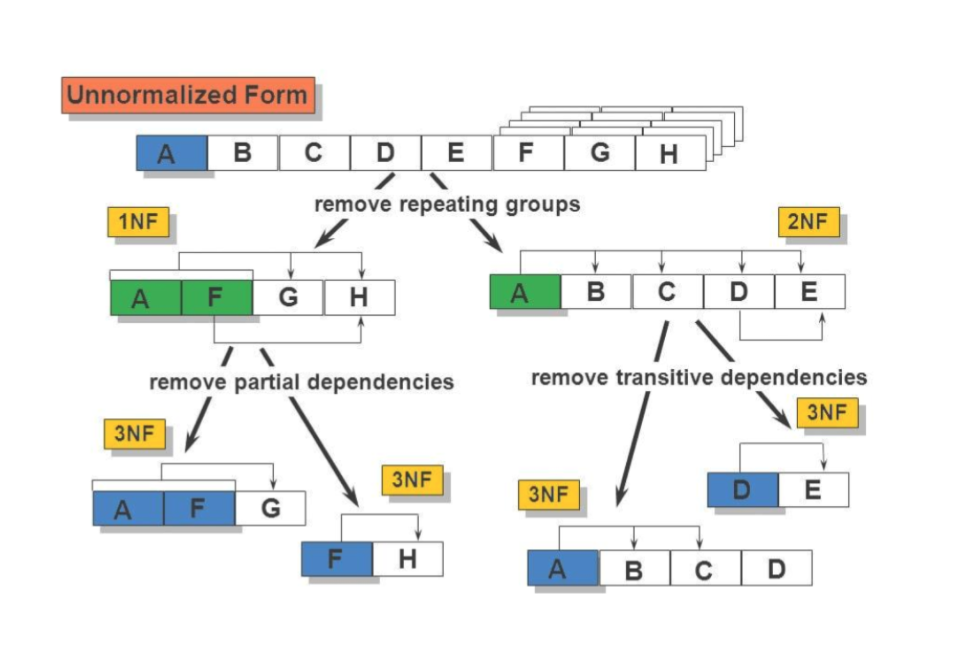 Unnormalized Form
A B C D E F G H
remove repeating groups
1NF
2NF
A F G H
A B C D E
remove partial dependencies
remove transitive dependencies
3NF
3NF
3NF
3NF
A F G
F H
D E
A B C D